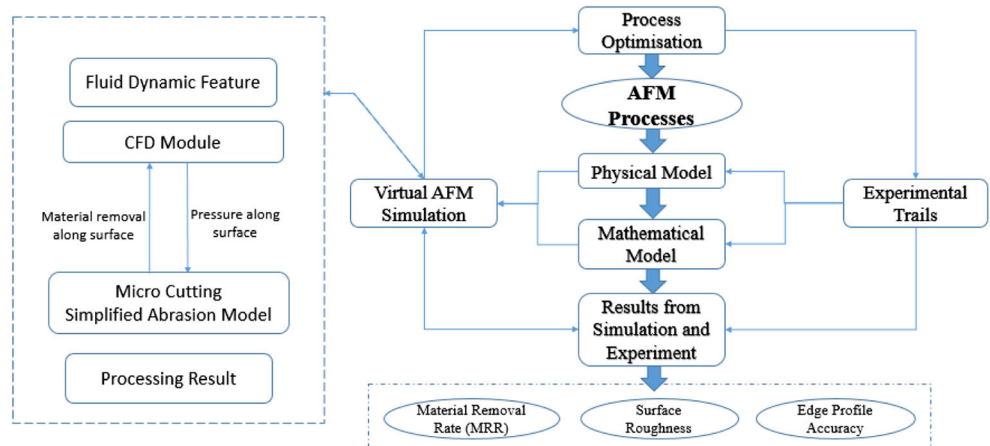 Fluid Dynamic Feature
CFD Module
Material removal
along surface
Pressure along
surface
Micro Cutting
Simplified Abrasion Model
Processing Result
Process
Optimisation
AFM
Processes
Physical Model
Virtual AFM
Simulation
Experimental
Trails
Mathematical
Model
Results from
Simulation and
Experiment
Material Removal
Rate (MRR)
Surface
Roughness
Edge Profile
Accuracy